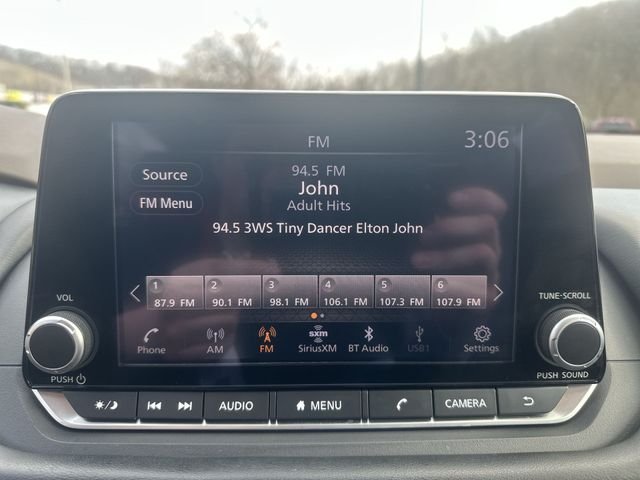 FM
3:06
Source
94.5 FM
John
FM Menu
Adult Hits
94.5 3WS Tiny Dancer Elton John
1 2 3 4 5 6
87.9 FM 90.1 FM 98.1 FM 106.1 FM 107.3 FM 107.9 FM
VOL
TUNE·SCROLL
sxm
Phone AM FM SiriusXM BT Audio USB1 Settings
PUSH
PUSH SOUND
AUDIO MENU CAMERA